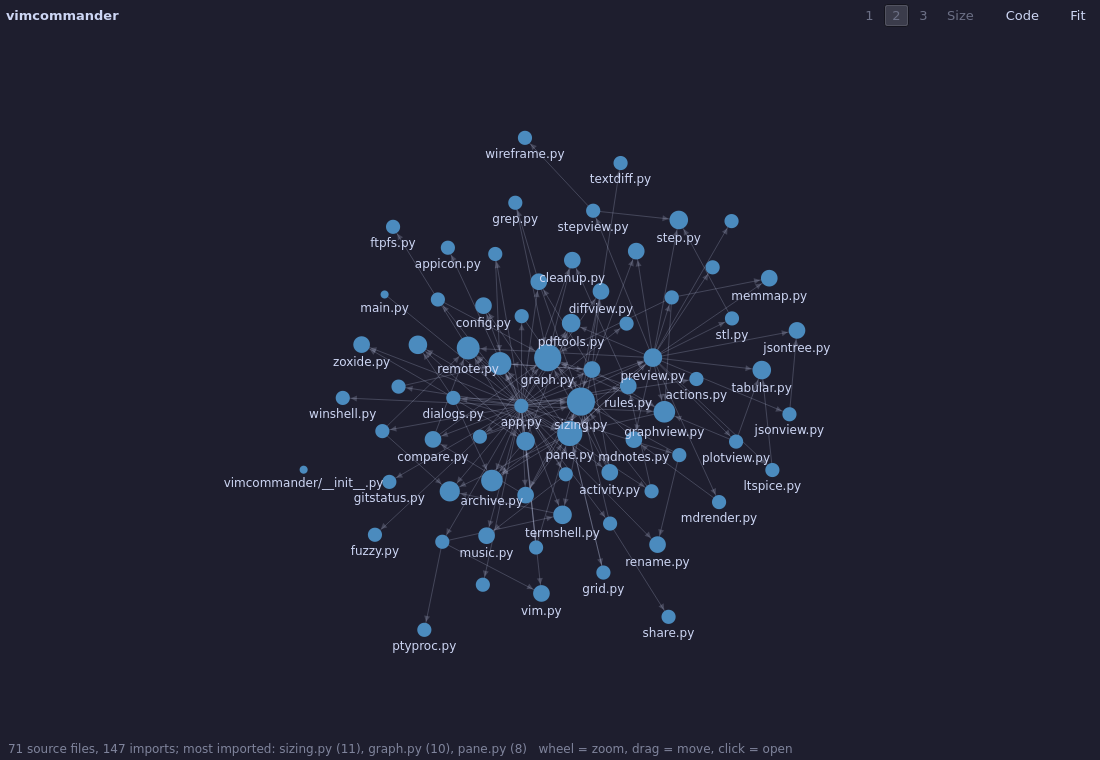 vimcommander
1 2 3 Size Code Fit
wireframe.py
textdiff.py
grep.py
stepview.py
step.py
ftpfs.py
appicon.py
cleanup.py
memmap.py
main.py
diffview.py
config.py
stl.py
pdftools.py
jsontree.py
zoxide.py
remote.py
graph.py
preview.py
tabular.py
actions.py
rules.py
winshell.py
dialogs.py
app.py
sizing.py
graphview.py
jsonview.py
compare.py
pane.py
mdnotes.py
plotview.py
vimcommander/__init__.py
gitstatus.py
archive.py
activity.py
ltspice.py
mdrender.py
termshell.py
fuzzy.py
music.py
rename.py
grid.py
vim.py
share.py
ptyproc.py
71 source files, 147 imports; most imported: sizing.py (11), graph.py (10), pane.py (8) wheel = zoom, drag = move, click = open